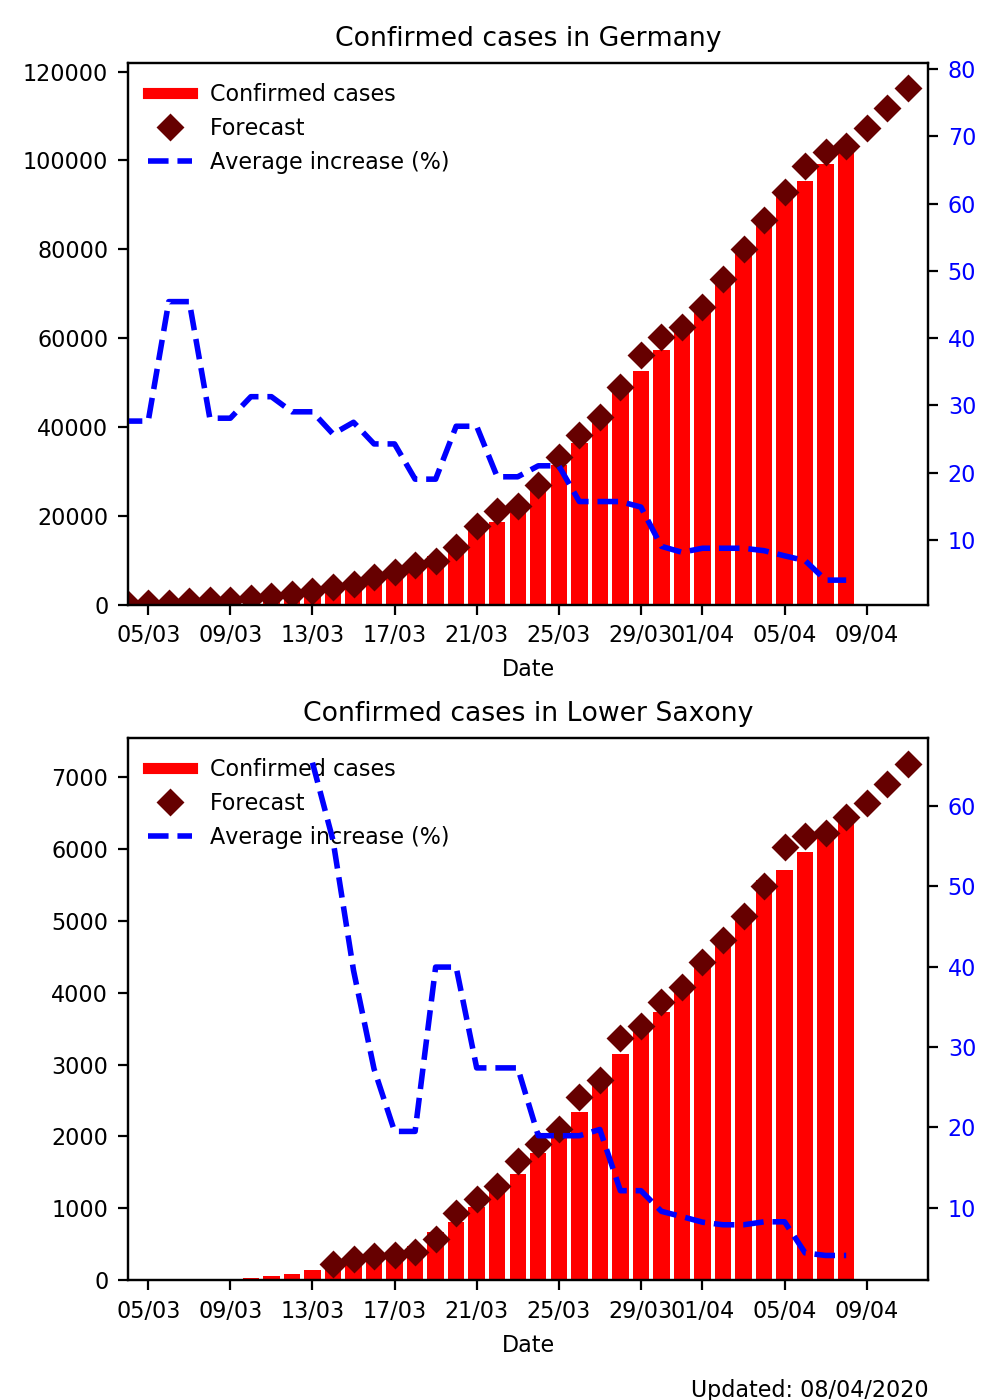 Confirmed cases in Germany
120000
100000
80000
60000
40000
20000
0
80
70
60
50
40
30
20
10
Confirmed cases
Forecast
Average increase (%)
05/03 09/03 13/03 17/03 21/03 25/03 29/03 01/04 05/04 09/04
Date
Confirmed cases in Lower Saxony
7000
6000
5000
4000
3000
2000
1000
0
60
50
40
30
20
10
Confirmed cases
Forecast
Average increase (%)
05/03 09/03 13/03 17/03 21/03 25/03 29/03 01/04 05/04 09/04
Date
Updated: 08/04/2020